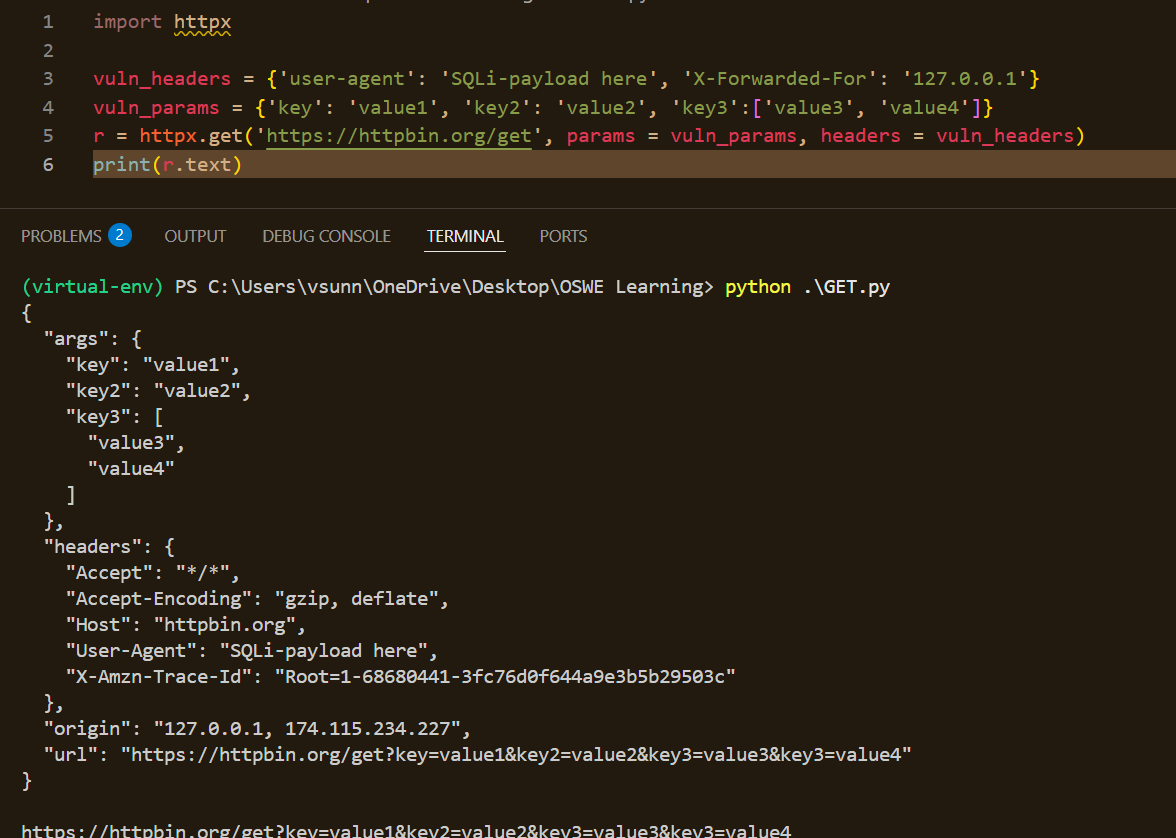 1 import httpx
2
3 vuln_headers = {'user-agent': 'SQLi-payload here', 'X-Forwarded-For': '127.0.0.1'}
4 vuln_params = {'key': 'value1', 'key2': 'value2', 'key3':['value3', 'value4']}
5 r = httpx.get('https://httpbin.org/get', params = vuln_params, headers = vuln_headers)
6 print(r.text)
PROBLEMS 2 OUTPUT DEBUG CONSOLE TERMINAL PORTS
(virtual-env) PS C:\Users\vsunn\OneDrive\Desktop\OSWE Learning> python .\GET.py
{
  "args": {
    "key": "value1",
    "key2": "value2",
    "key3": [
      "value3",
      "value4"
    ]
  },
  "headers": {
    "Accept": "*/*",
    "Accept-Encoding": "gzip, deflate",
    "Host": "httpbin.org",
    "User-Agent": "SQLi-payload here",
    "X-Amzn-Trace-Id": "Root=1-68680441-3fc76d0f644a9e3b5b29503c"
  },
  "origin": "127.0.0.1, 174.115.234.227",
  "url": "https://httpbin.org/get?key=value1&key2=value2&key3=value3&key3=value4"
}
https://httpbin.org/get?key=value1&key2=value2&key3=value3&key3=value4